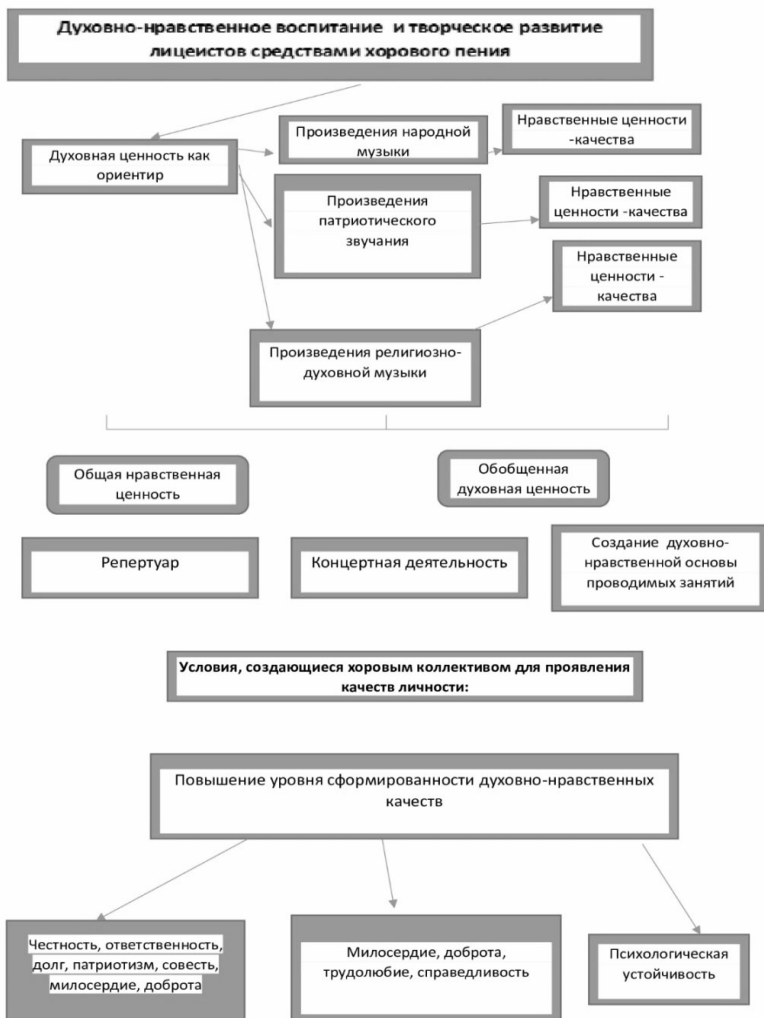 Духовно-нравственное воспитание и творческое развитие
лицеистов средствами хорового пения
Духовная ценность как
ориентир
Произведения народной
музыки
Нравственные ценности
-качества
Произведения
патриотического
звучания
Нравственные
ценности -качества
Нравственные
ценности -
качества
Произведения религиозно-
духовной музыки
Общая нравственная
ценность
Обобщенная
духовная ценность
Репертуар
Концертная деятельность
Создание духовно-
нравственной основы
проводимых занятий
Условия, создающиеся хоровым коллективом для проявления
качеств личности:
Повышение уровня сформированности духовно-нравственных
качеств
Честность, ответственность,
долг, патриотизм, совесть,
милосердие, доброта
Милосердие, доброта,
трудолюбие, справедливость
Психологическая
устойчивость